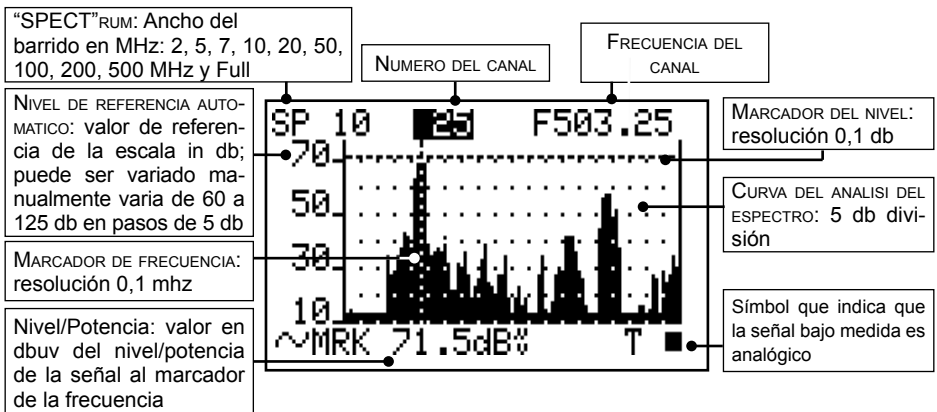 “SPECT”RUM: Ancho del
barrido en MHz: 2, 5, 7, 10, 20, 50,
100, 200, 500 MHz y Full
NUMERO DEL CANAL
FRECUENCIA DEL
CANAL
NIVEL DE REFERENCIA AUTO-
MATICO: valor de referen-
cia de la escala in db;
puede ser variado ma-
nualmente varia de 60 a
125 db en pasos de 5 db
MARCADOR DE FRECUENCIA:
resolución 0,1 mhz
Nivel/Potencia: valor en
dbuv del nivel/potencia
de la señal al marcador
de la frecuencia
SP 10 F503.25
70
50
30
10
~MRK 71.5dB T
MARCADOR DEL NIVEL:
resolución 0,1 db
CURVA DEL ANALISI DEL
ESPECTRO: 5 db divi-
sión
Símbol que indica que
la señal bajo medida es
analógico